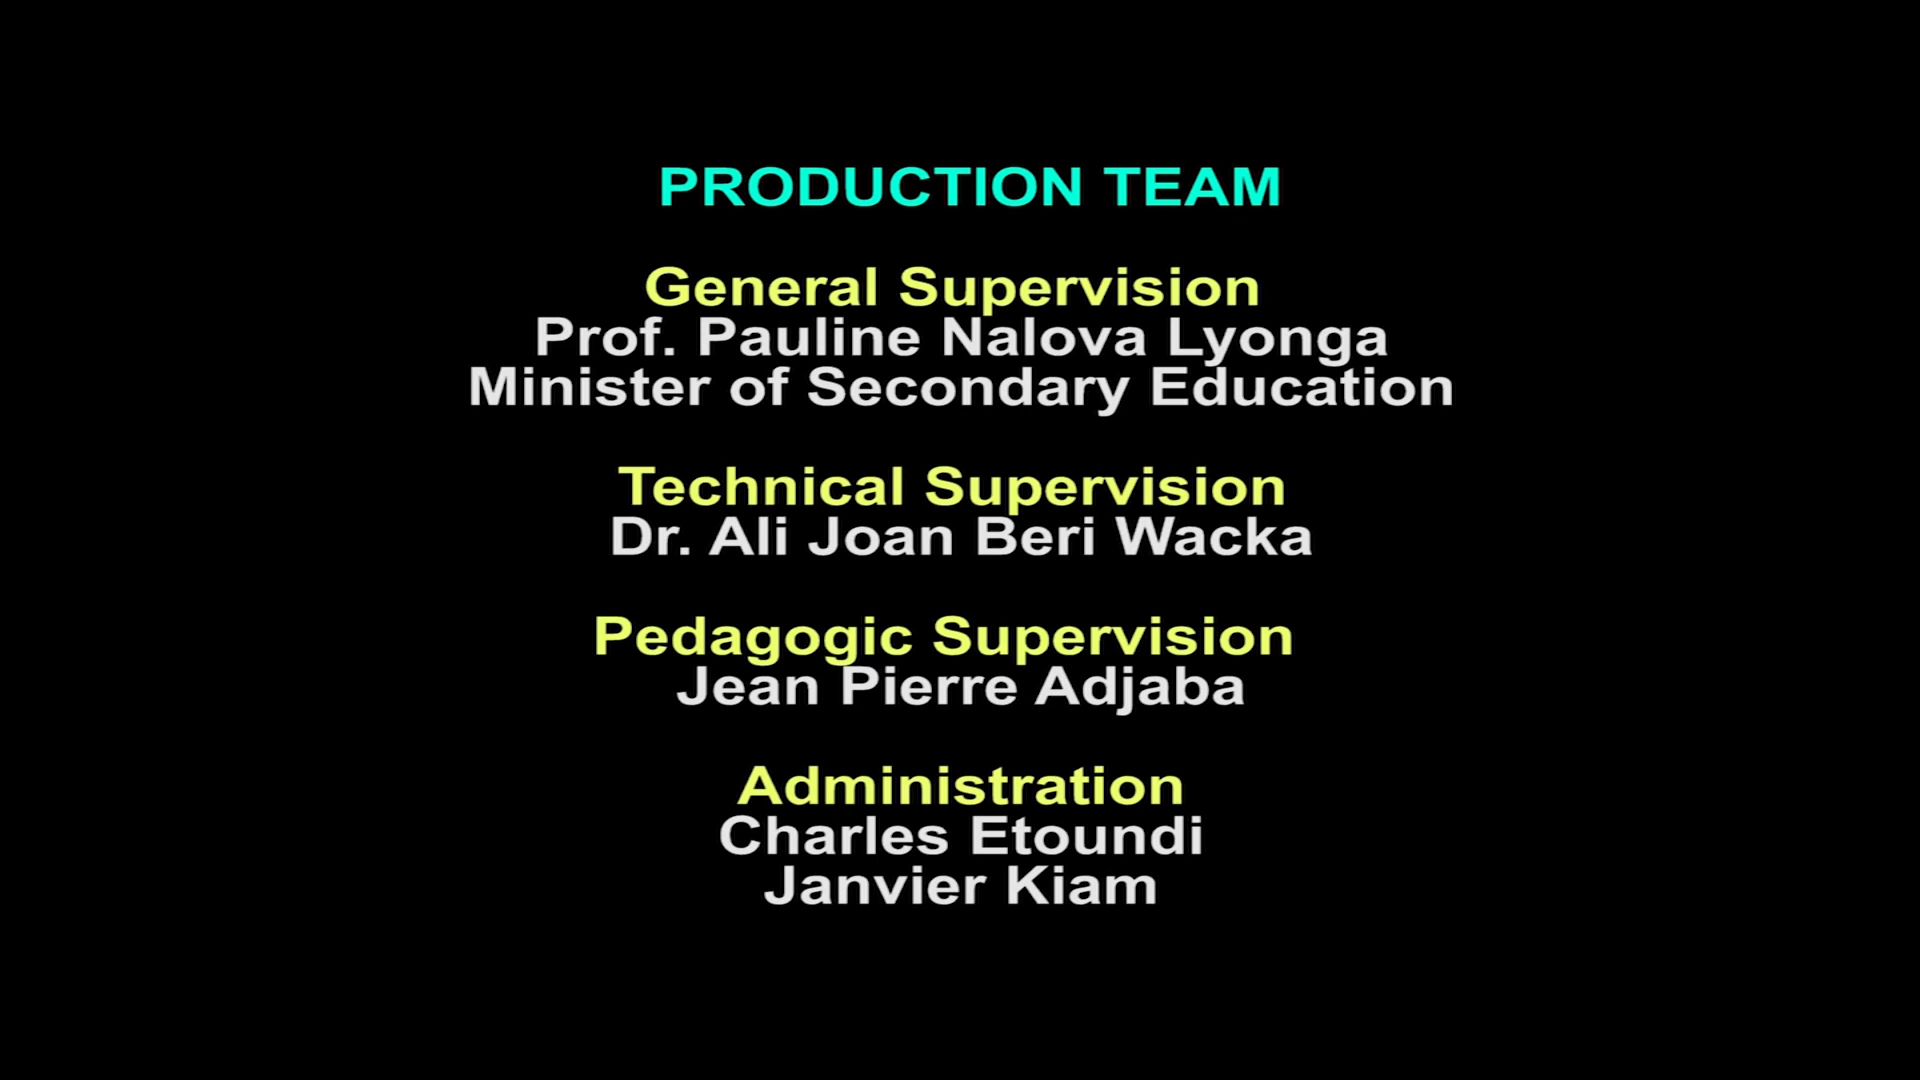 PRODUCTION TEAM
General Supervision
Prof. Pauline Nalova Lyonga
Minister of Secondary Education
Technical Supervision
Dr. Ali Joan Beri Wacka
Pedagogic Supervision
Jean Pierre Adjaba
Administration
Charles Etoundi
Janvier Kiam